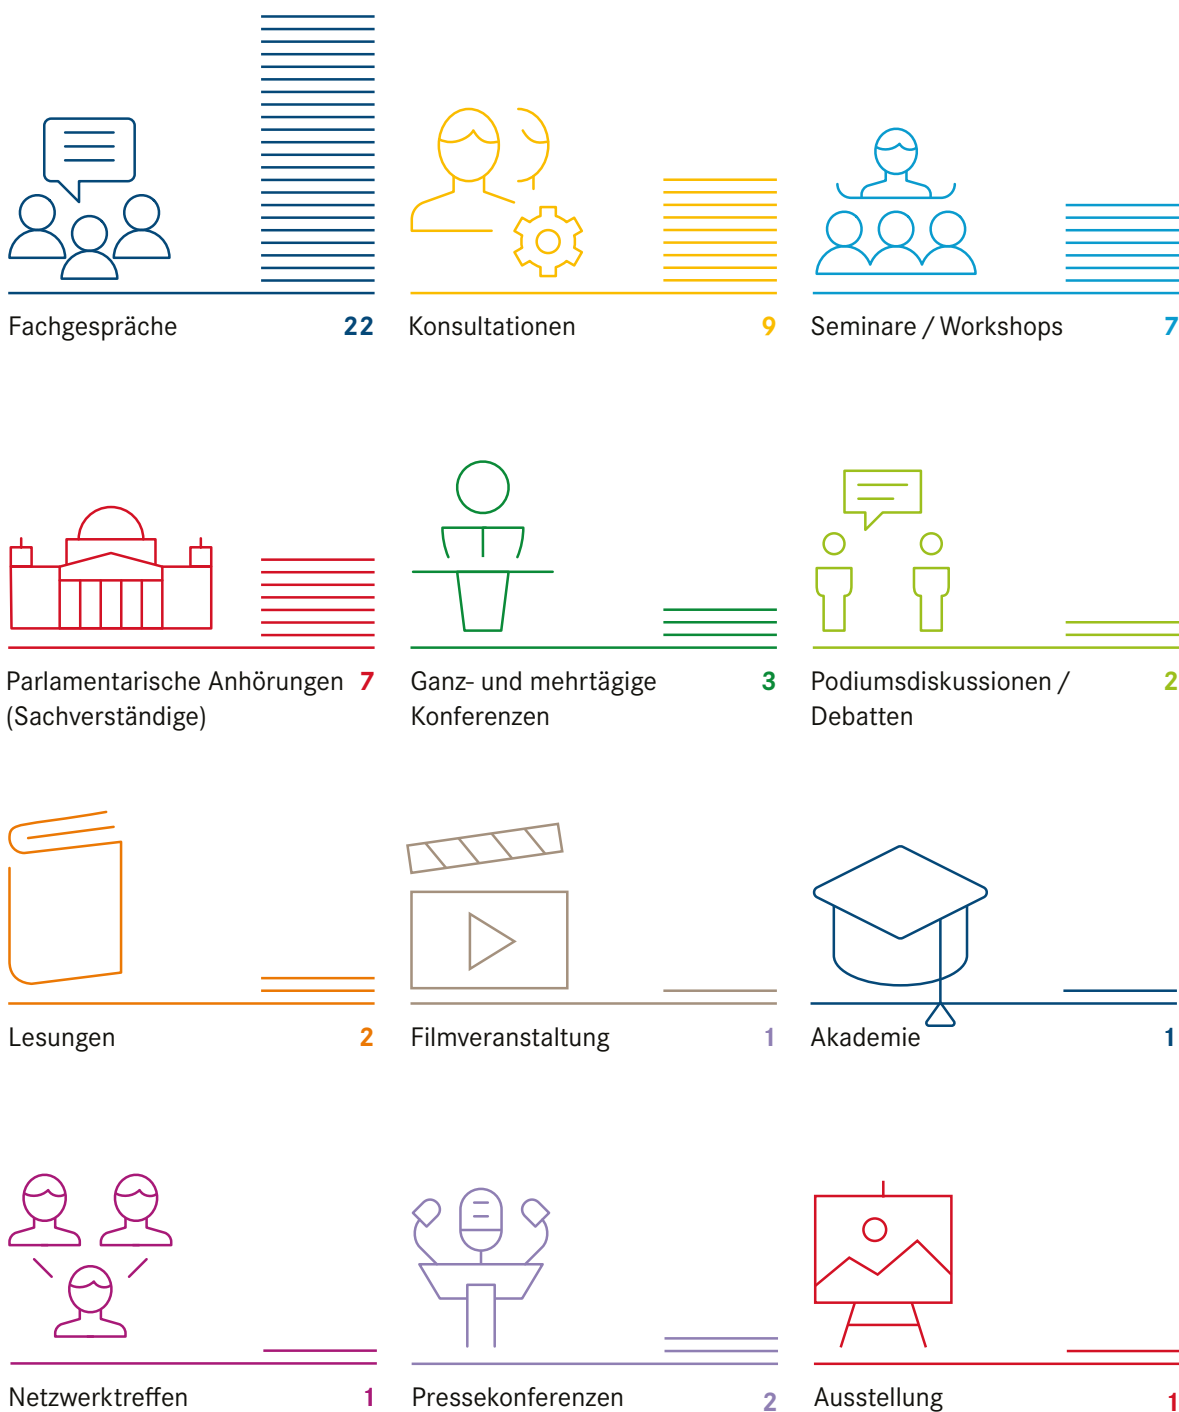 Fachgespräche 22
Konsultationen 9
Seminare / Workshops 7
Parlamentarische Anhörungen 7
(Sachverständige)
Ganz- und mehrtägige 3
Konferenzen
Podiumsdiskussionen / 2
Debatten
Lesungen 2
Filmveranstaltung 1
Akademie 1
Netzwerktreffen 1
Pressekonferenzen 2
Ausstellung 1